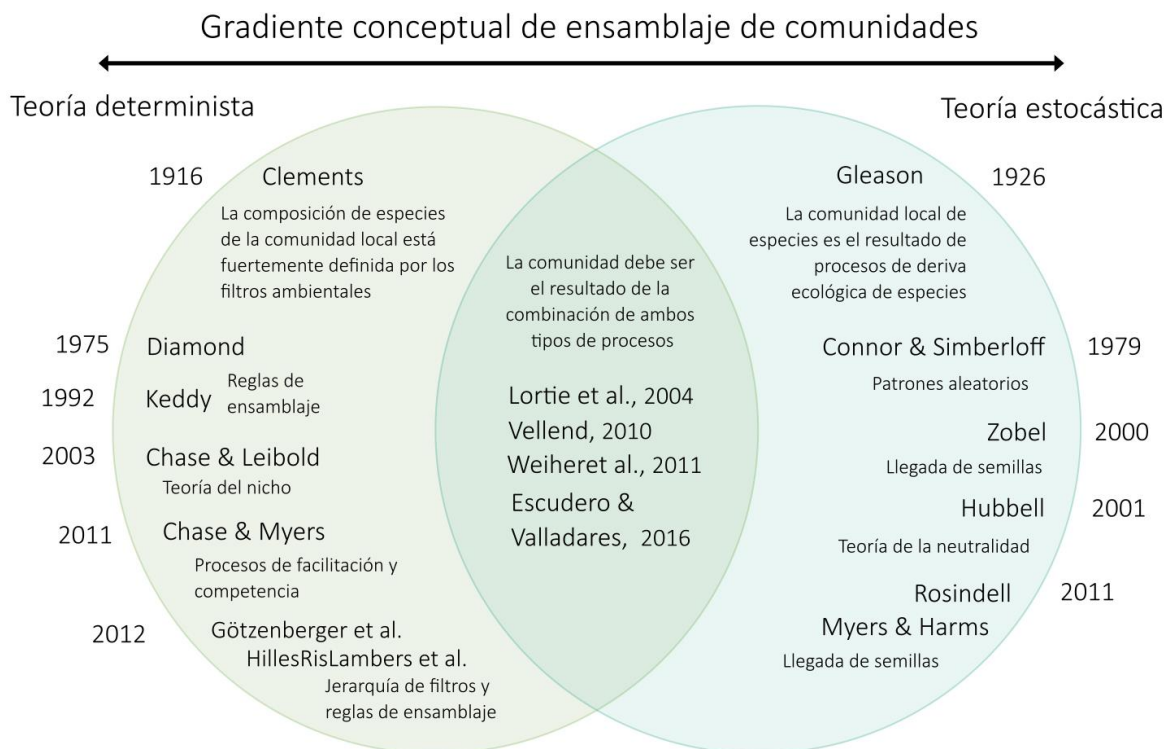 Gradiente conceptual de ensamblaje de comunidades
Teoría determinista
Teoría estocástica
1916
Clements
La composición de especies
de la comunidad local está
fuertemente definida por los
filtros ambientales
1975
Diamond
1992
Keddy
Reglas de
ensamblaje
2003
Chase & Leibold
Teoría del nicho
2011
Chase & Myers
Procesos de facilitación y
competencia
2012
Götzenberger et al.
HillesRisLambers et al.
Jerarquía de filtros y
reglas de ensamblaje
La comunidad debe ser
el resultado de la
combinación de ambos
tipos de procesos
Lortie et al., 2004
Vellend, 2010
Weiheret al., 2011
Escudero &
Valladares, 2016
Gleason
1926
La comunidad local de
especies es el resultado de
procesos de deriva
ecológica de especies
Connor & Simberloff
1979
Patrones aleatorios
Zobel
2000
Llegada de semillas
Hubbell
2001
Teoría de la neutralidad
Rosindell
2011
Myers & Harms
Llegada de semillas